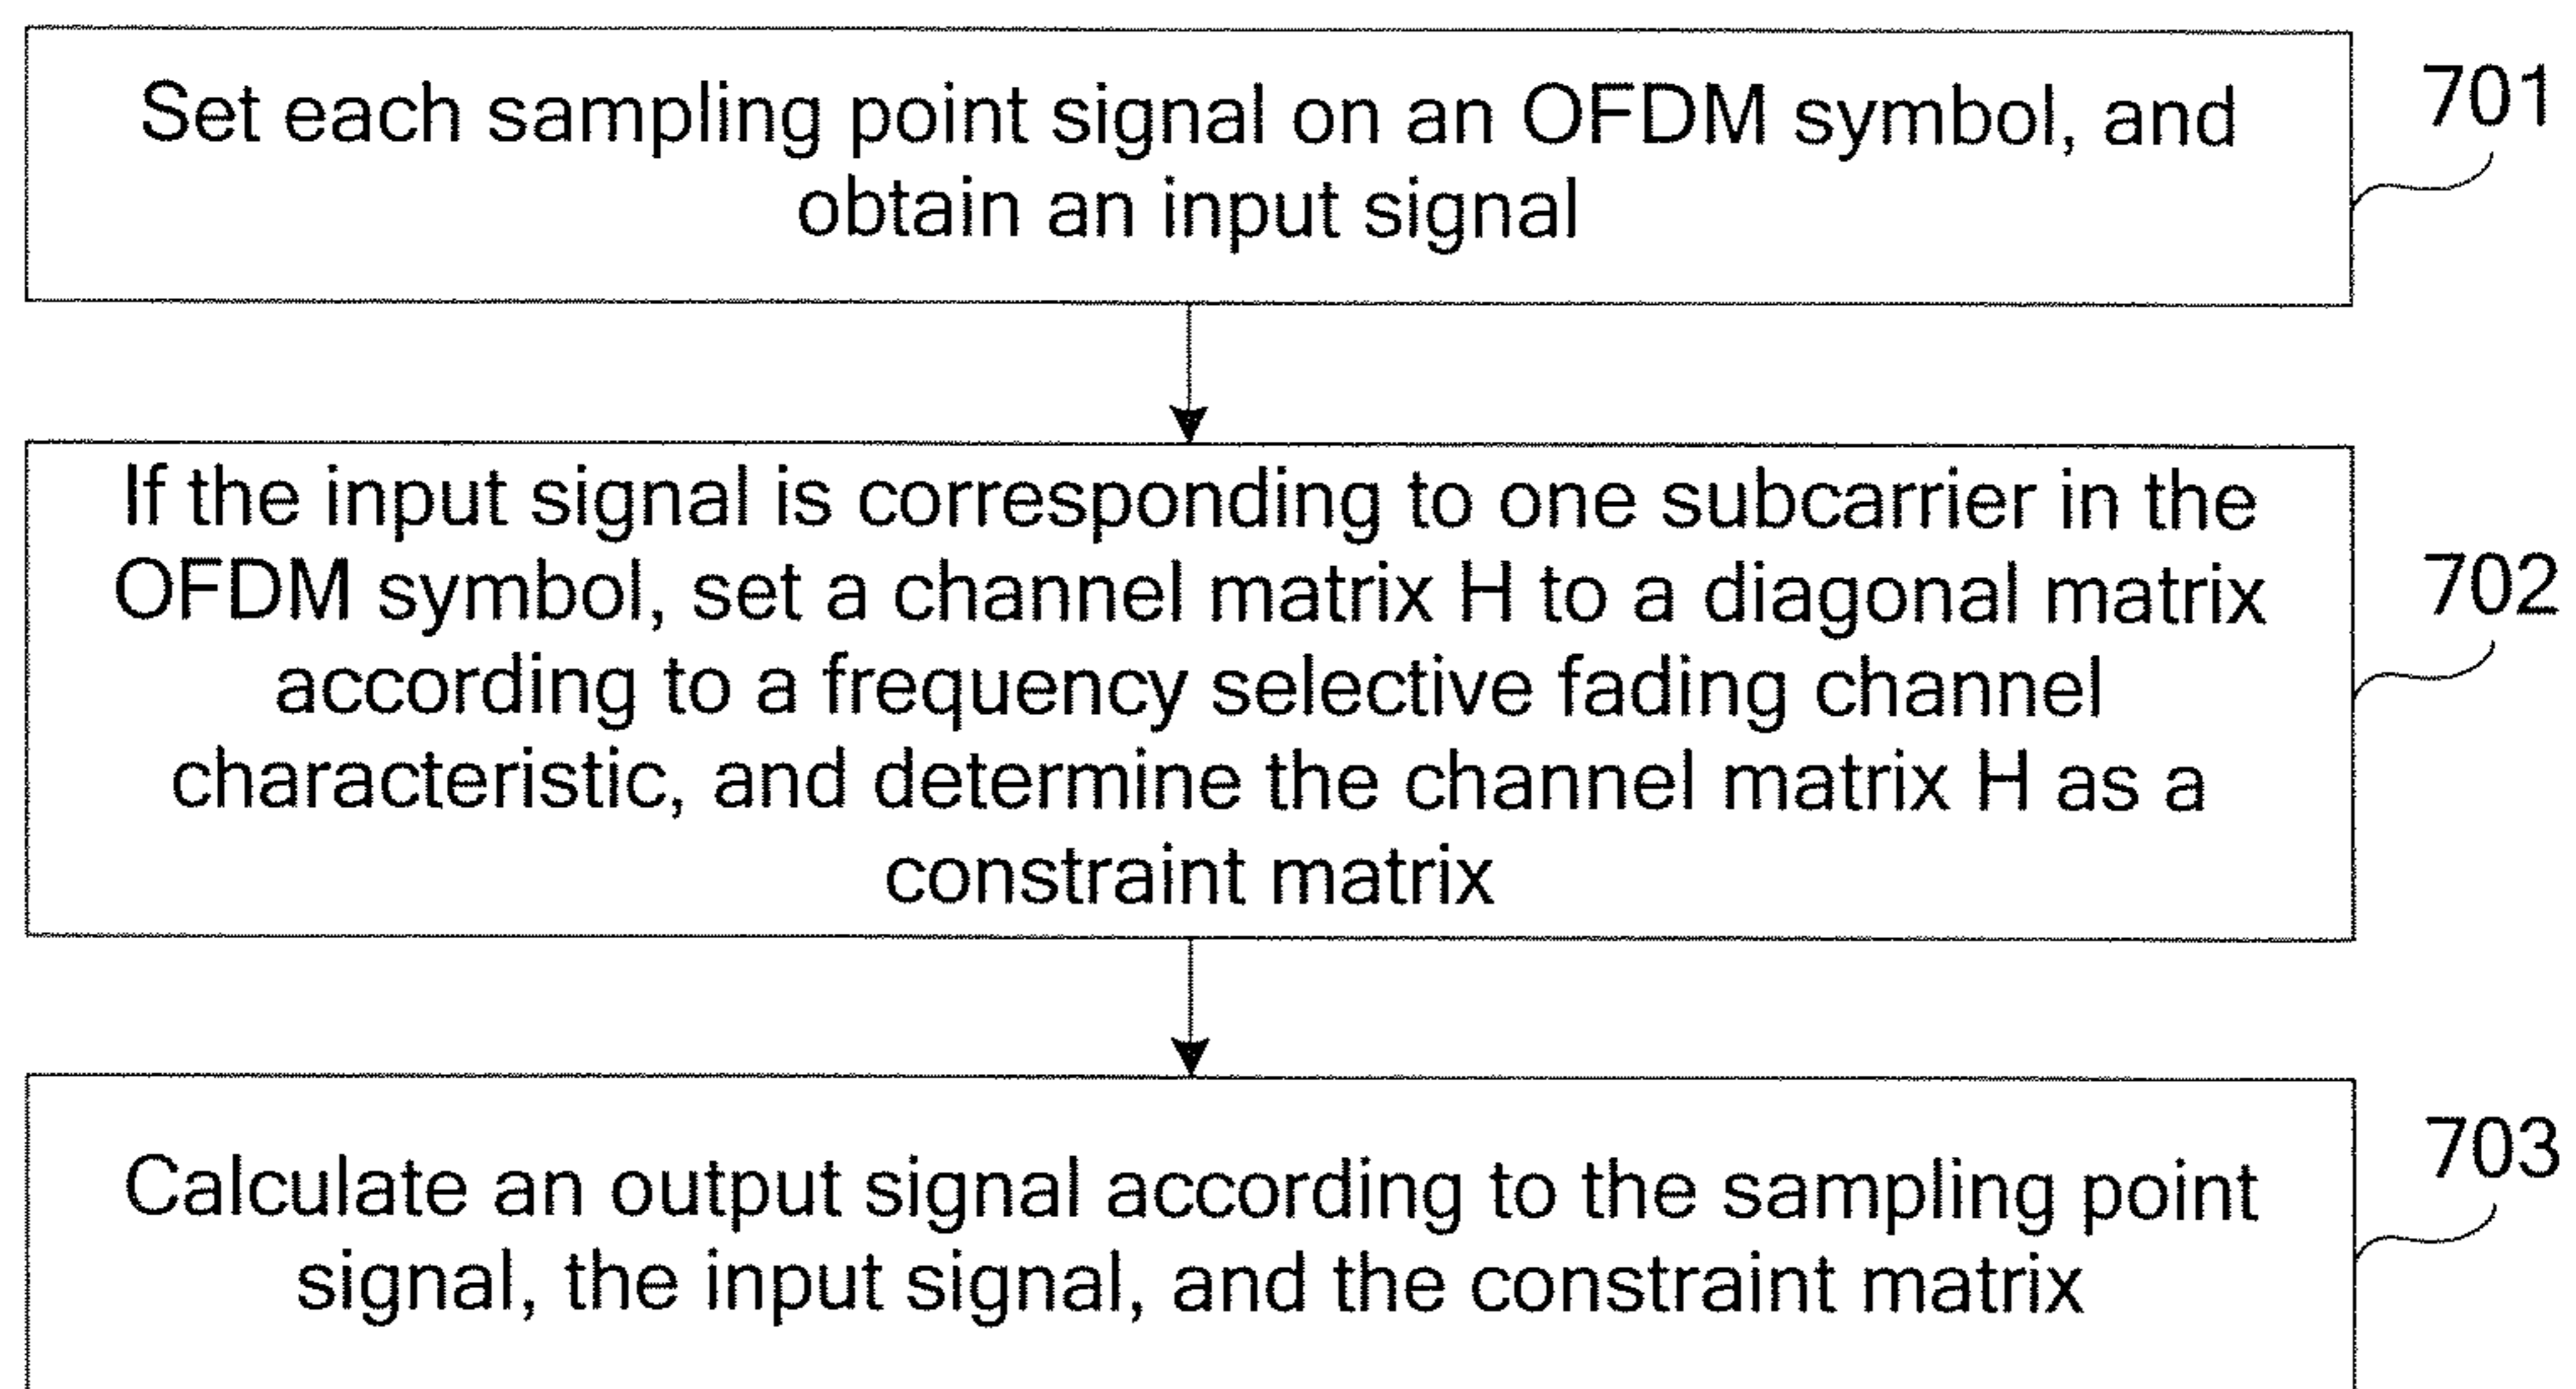 Set each sampling point signal on an OFDM symbol, and
obtain an input signal
701
If the input signal is corresponding to one subcarrier in the
OFDM symbol, set a channel matrix H to a diagonal matrix
according to a frequency selective fading channel
characteristic, and determine the channel matrix H as a
constraint matrix
702
Calculate an output signal according to the sampling point
signal, the input signal, and the constraint matrix
703